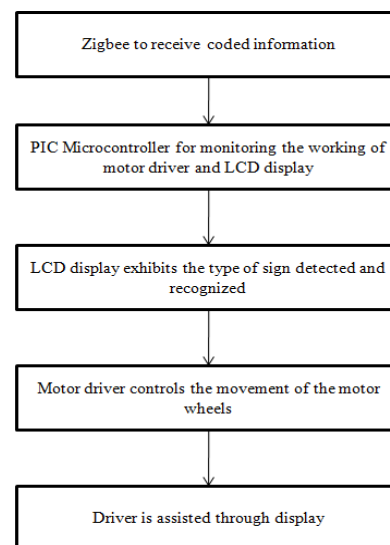 Zigbee to receive coded information
PIC Microcontroller for monitoring the working of
motor driver and LCD display
LCD display exhibits the type of sign detected and
recognized
Motor driver controls the movement of the motor
wheels
Driver is assisted through display